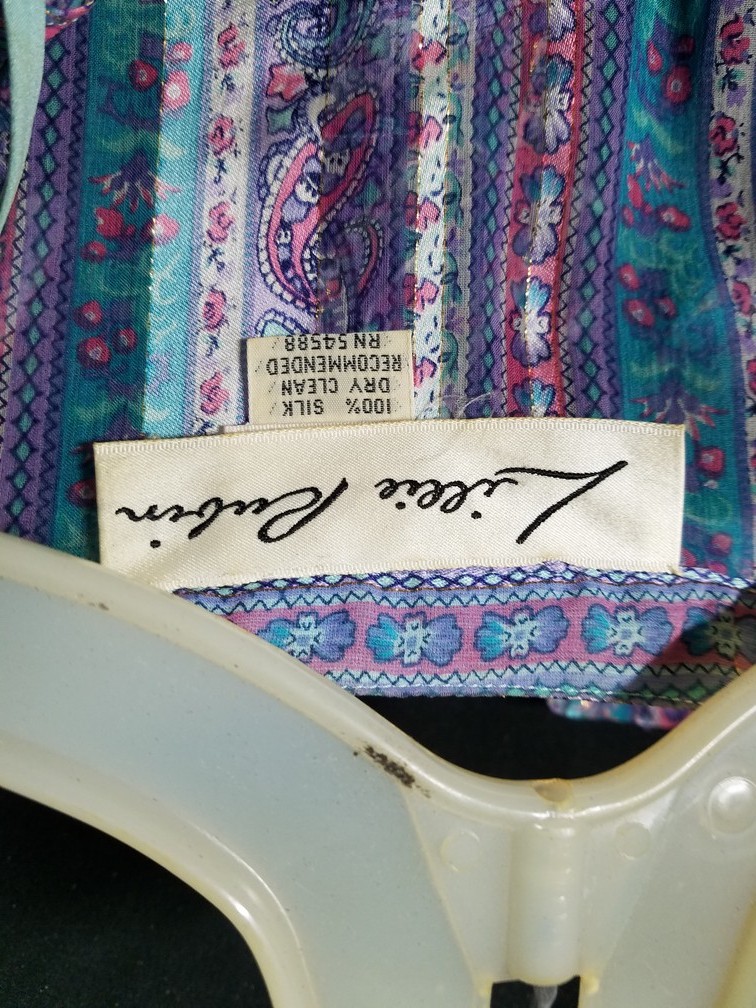 Lillie Rubin
100% SILK
DRY CLEAN
RECOMMENDED
RN 54588